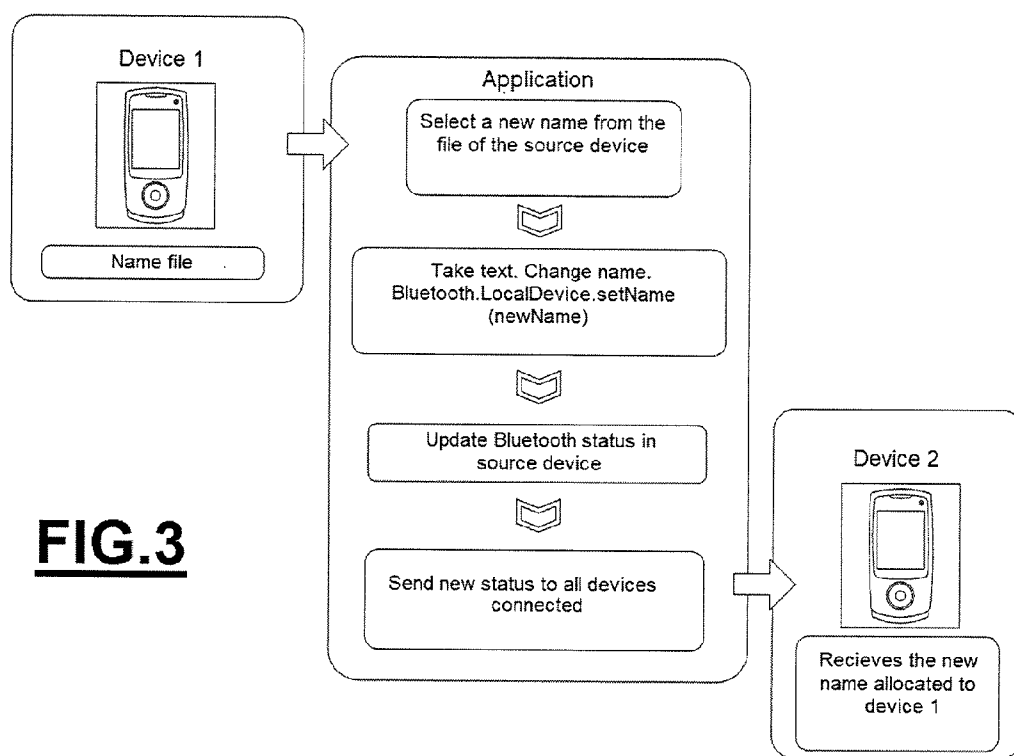 Device 1
Name file
Application
Select a new name from the
file of the source device
Take text. Change name.
Bluetooth.LocalDevice.setName
(newName)
Update Bluetooth status in
source device
Send new status to all devices
connected
Device 2
Recieves the new
name allocated to
device 1
FIG.3